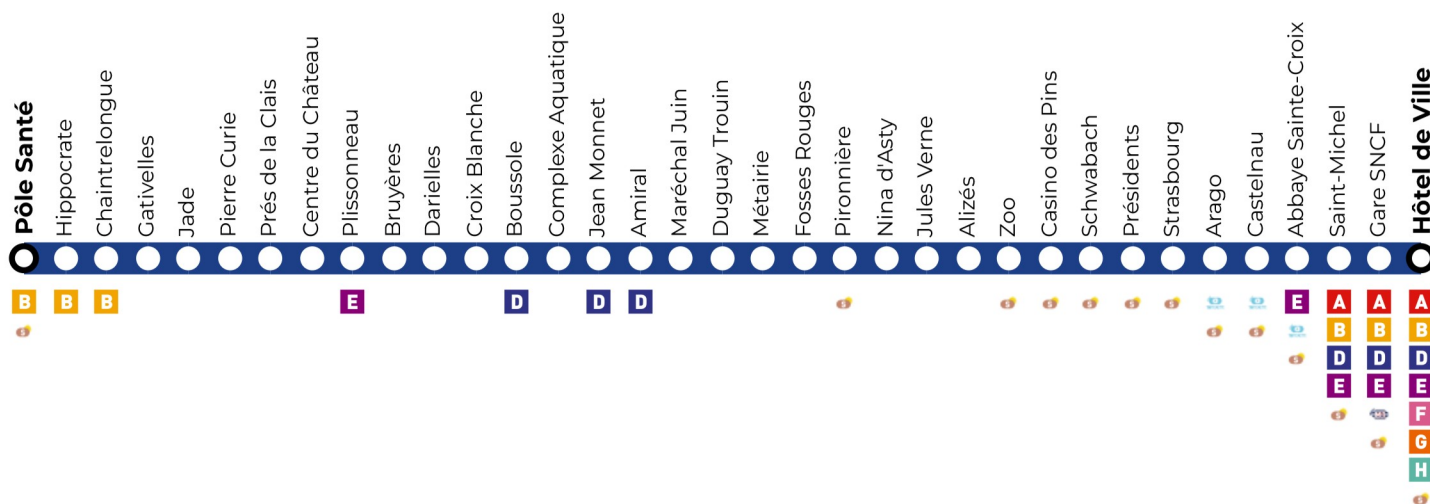 Pôle Santé
Hippocrate
Chaintrelongue
Gativelles
Jade
Pierre Curie
Prés de la Clais
Centre du Château
Plissonneau
Bruyères
Darielles
Croix Blanche
Boussole
Complexe Aquatique
Jean Monnet
Amiral
Maréchal Juin
Duguay Trouin
Métairie
Fosses Rouges
Pironnière
Nina d'Asty
Jules Verne
Alizés
Zoo
Casino des Pins
Schwabach
Présidents
Strasbourg
Arago
Castelnau
Abbaye Sainte-Croix
Saint-Michel
Gare SNCF
Hôtel de Ville
B B B E D D D S S S S S S E A A A
S S S B B B
S D D D
E E E
S F
S G
H
S